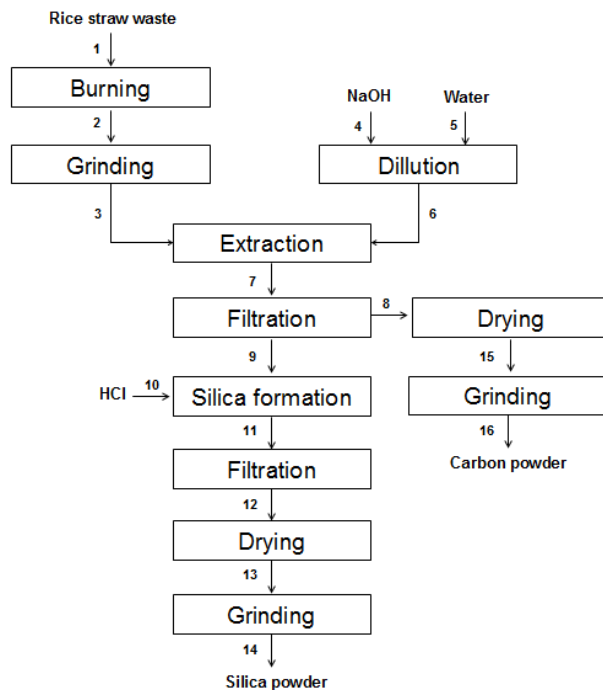 Rice straw waste
1
Burning
NaOH
Water
2
4
5
Grinding
Dillution
3
6
Extraction
7
Filtration
8
Drying
9
15
HCl
10
Silica formation
Grinding
11
16
Filtration
Carbon powder
12
Drying
13
Grinding
14
Silica powder